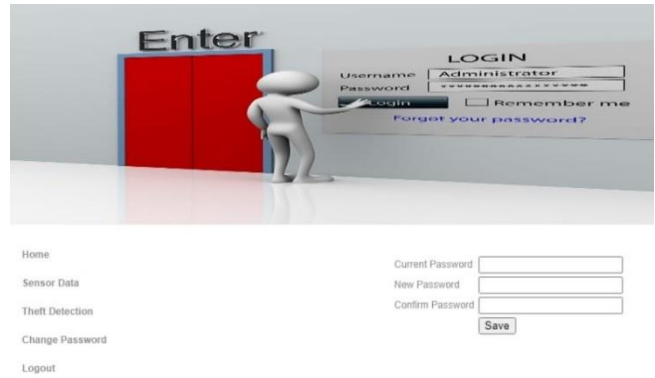 Enter
LOGIN
Username Administrator
Password
Login Remember me
Forgot your password?
Home
Sensor Data
Theft Detection
Change Password
Logout
Current Password
New Password
Confirm Password
Save